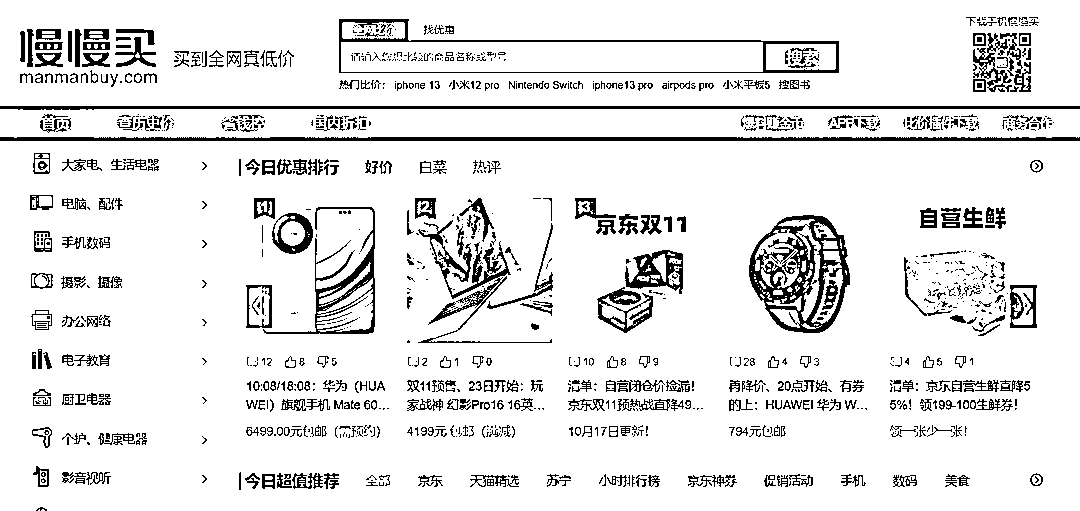 慢慢买
manmanbuy.com
买到全网真低价
全网比价 找优惠
请输入您想比较的商品名称或型号
搜索
热门比价: iphone 13 小米12 pro Nintendo Switch iphone13 pro airpods pro 小米平板5 搜图书
下载手机慢慢买
首页 查历史价 省钱控 国内折扣 爆料赚金币 APP下载 比价插件下载 商务合作
大家电、生活电器
电脑、配件
手机数码
摄影、摄像
办公网络
电子教育
厨卫电器
个护、健康电器
影音视听
今日优惠排行 好价 白菜 热评
1
12 8 5
10:08/18:08:华为(HUA
WEI)旗舰手机 Mate 60...
6499.00元包邮(需预约)
2
2 1 0
双11预售、23日开始:玩
家战神 幻影Pro16 16英...
4199元包邮(满减)
3
京东双11
10 8 9
清单:自营闭仓价捡漏!
京东双11预热战直降49...
10月17日更新!
28 4 3
再降价、20点开始、有券
的上:HUAWEI 华为 W...
794元包邮
自营生鲜
4 5 1
清单:京东自营生鲜直降5
5%!领199-100生鲜券!
领一张少一张!
今日超值推荐 全部 京东 天猫精选 苏宁 小时排行榜 京东神券 促销活动 手机 数码 美食